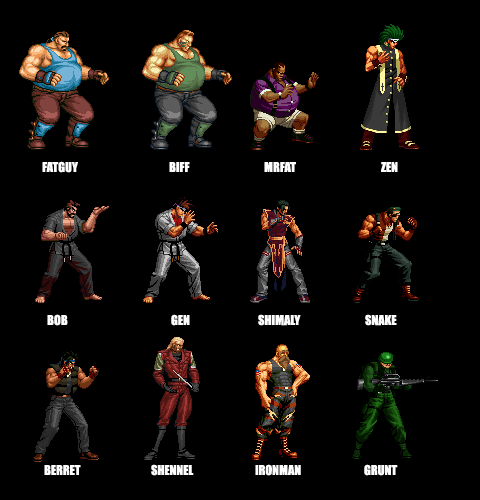 FATGUY BIFF MRFAT ZEN
BOB GEN SHIMALY SNAKE
BERRET SHENNEL IRONMAN GRUNT